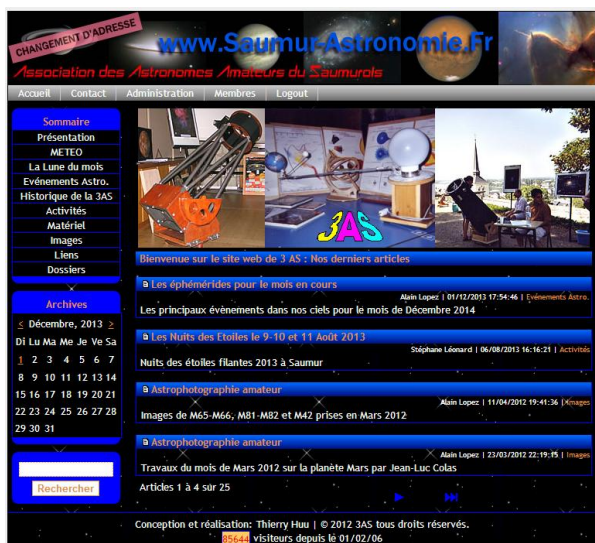 CHANGEMENT D'ADRESSE
www.Saumur-Astronomie.Fr
Association des Astronomes Amateurs du Saumurois
Accueil | Contact | Administration | Membres | Logout |
Sommaire
Présentation
METEO
La Lune du mois
Evénements Astro.
Historique de la 3AS
Activités
Matériel
Images
Liens
Dossiers
Archives
< Décembre, 2013 >
Di Lu Ma Me Je Ve Sa
1 2 3 4 5 6 7
8 9 10 11 12 13 14
15 16 17 18 19 20 21
22 23 24 25 26 27 28
29 30 31
Rechercher
3AS
Bienvenue sur le site web de 3 AS : Nos derniers articles
Les éphémérides pour le mois en cours
Alain Lopez | 01/12/2013 17:54:46 | Evénements Astro.
Les principaux évènements dans nos ciels pour le mois de Décembre 2014
Les Nuits des Etoiles le 9-10 et 11 Août 2013
Stéphane Léonard | 06/08/2013 16:16:21 | Activités
Nuits des étoiles filantes 2013 à Saumur
Astrophotographie amateur
Alain Lopez | 11/04/2012 19:41:36 | Images
Images de M65-M66, M81-M82 et M42 prises en Mars 2012
Astrophotographie amateur
Alain Lopez | 23/03/2012 22:19:15 | Images
Travaux du mois de Mars 2012 sur la planète Mars par Jean-Luc Colas
Articles 1 à 4 sur 25
Conception et réalisation: Thierry Huu | © 2012 3AS tous droits réservés.
85644 visiteurs depuis le 01/02/06